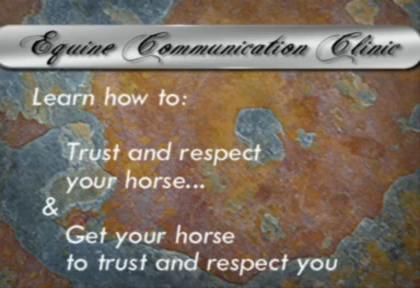 Equine Communication Clinic
Learn how to:
Trust and respect
your horse...
&
Get your horse
to trust and respect you